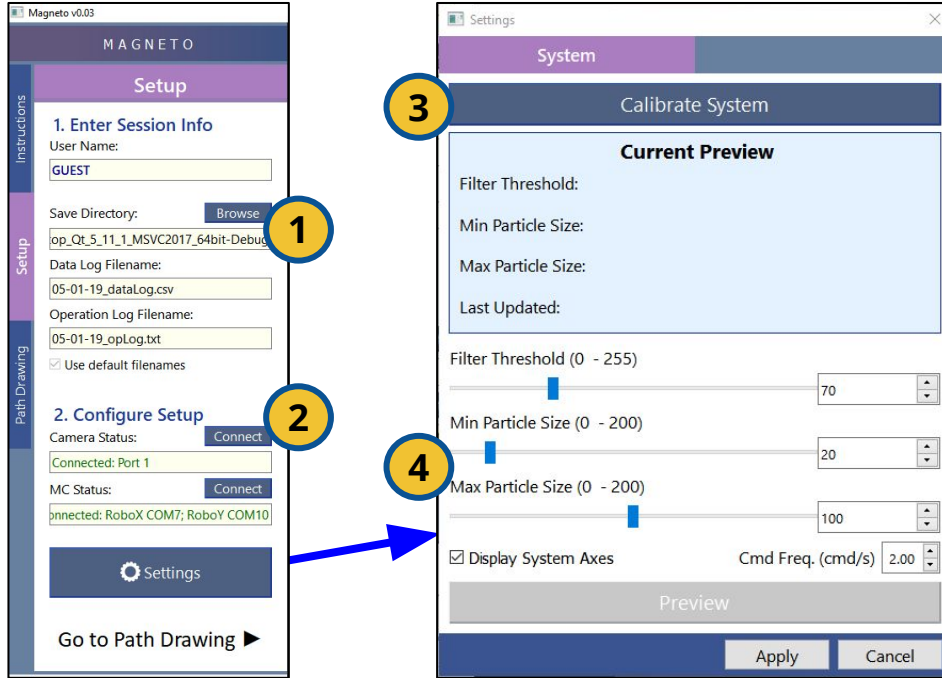 Magneto v0.03
MAGNETO
Instructions
Setup
Path Drawing
Setup
1. Enter Session Info
User Name:
GUEST
Save Directory: Browse
1
op_Qt_5_11_1_MSVC2017_64bit-Debug
Data Log Filename:
05-01-19_dataLog.csv
Operation Log Filename:
05-01-19_opLog.txt
Use default filenames
2. Configure Setup
2
Camera Status: Connect
Connected: Port 1
MC Status: Connect
onnected: RoboX COM7; RoboY COM10
Settings
Go to Path Drawing ►
Settings
System
3
Calibrate System
Current Preview
Filter Threshold:
Min Particle Size:
Max Particle Size:
Last Updated:
Filter Threshold (0 - 255)
70
Min Particle Size (0 - 200)
20
4
Max Particle Size (0 - 200)
100
Display System Axes Cmd Freq. (cmd/s) 2.00
Preview
Apply Cancel